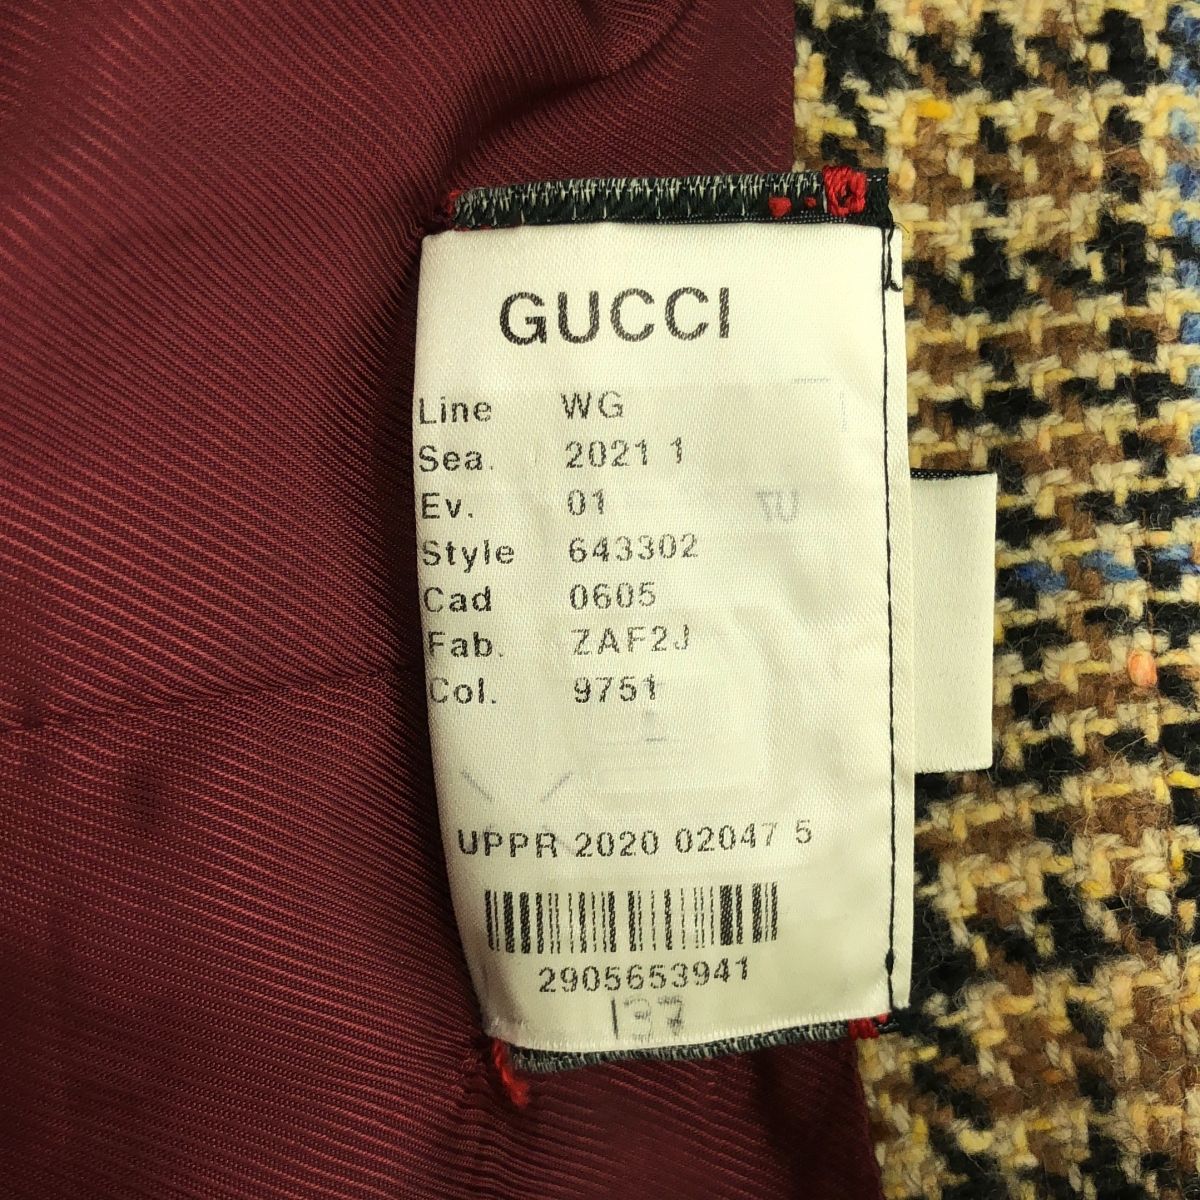 GUCCI
Line WG
Sea. 2021 1
Ev. 01
Style 643302
Cad 0605
Fab. ZAF2J
Col. 9751
UPPR 2020 02047 5
2905653941
137